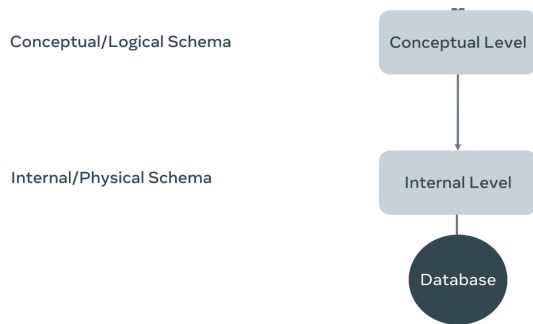 Conceptual/Logical Schema
Conceptual Level
Internal/Physical Schema
Internal Level
Database